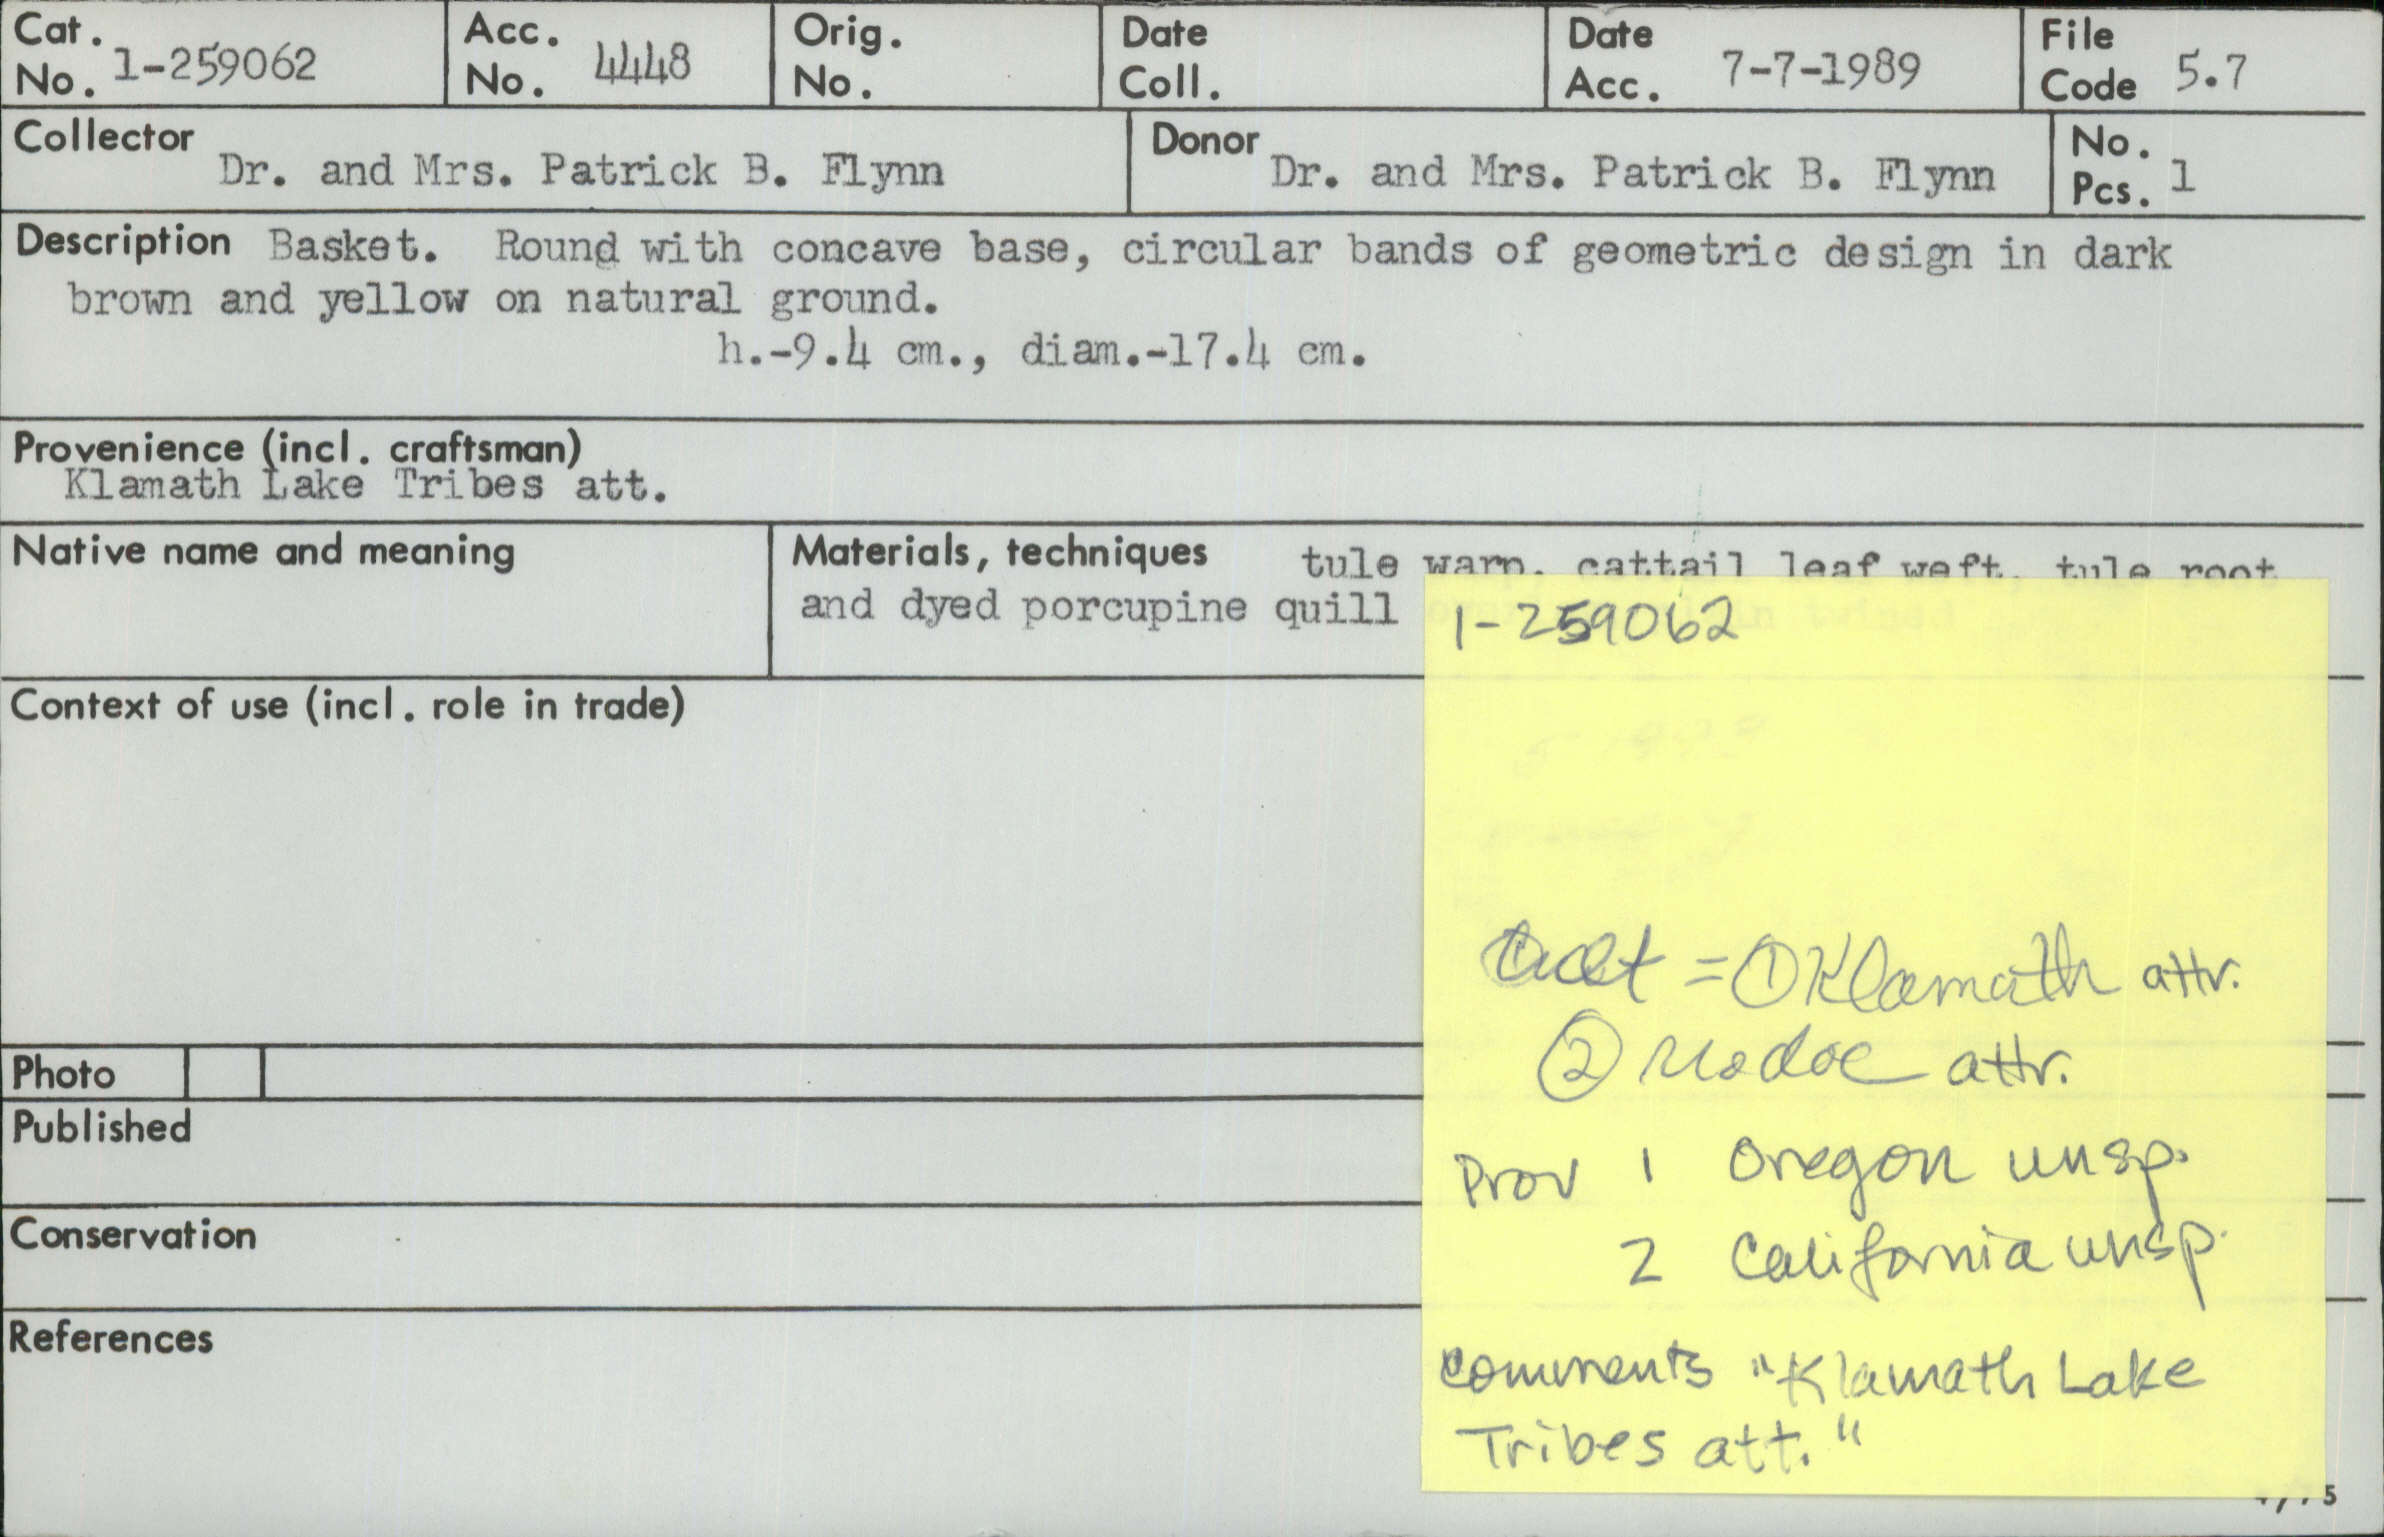 Cat. No. 1-259062
Acc. No. 4448
Orig. No.
Date Coll.
Date Acc. 7-7-1989
File Code 5.7
Collector Dr. and Mrs. Patrick B. Flynn
Donor Dr. and Mrs. Patrick B. Flynn
No. Pcs. 1
Description Basket. Round with concave base, circular bands of geometric design in dark
brown and yellow on natural ground.
h.-9.4 cm., diam.-17.4 cm.
Provenience (incl. craftsman)
Klamath Lake Tribes att.
Native name and meaning
Materials, techniques tule warp, cattail leaf weft, tule root
and dyed porcupine quill
Context of use (incl. role in trade)
Photo
Published
Conservation
References
1-259062
= ① Klamath attr.
② Modoc attr.
Prov 1 Oregon unsp.
2 California unsp.
Comments "Klamath Lake
Tribes att."